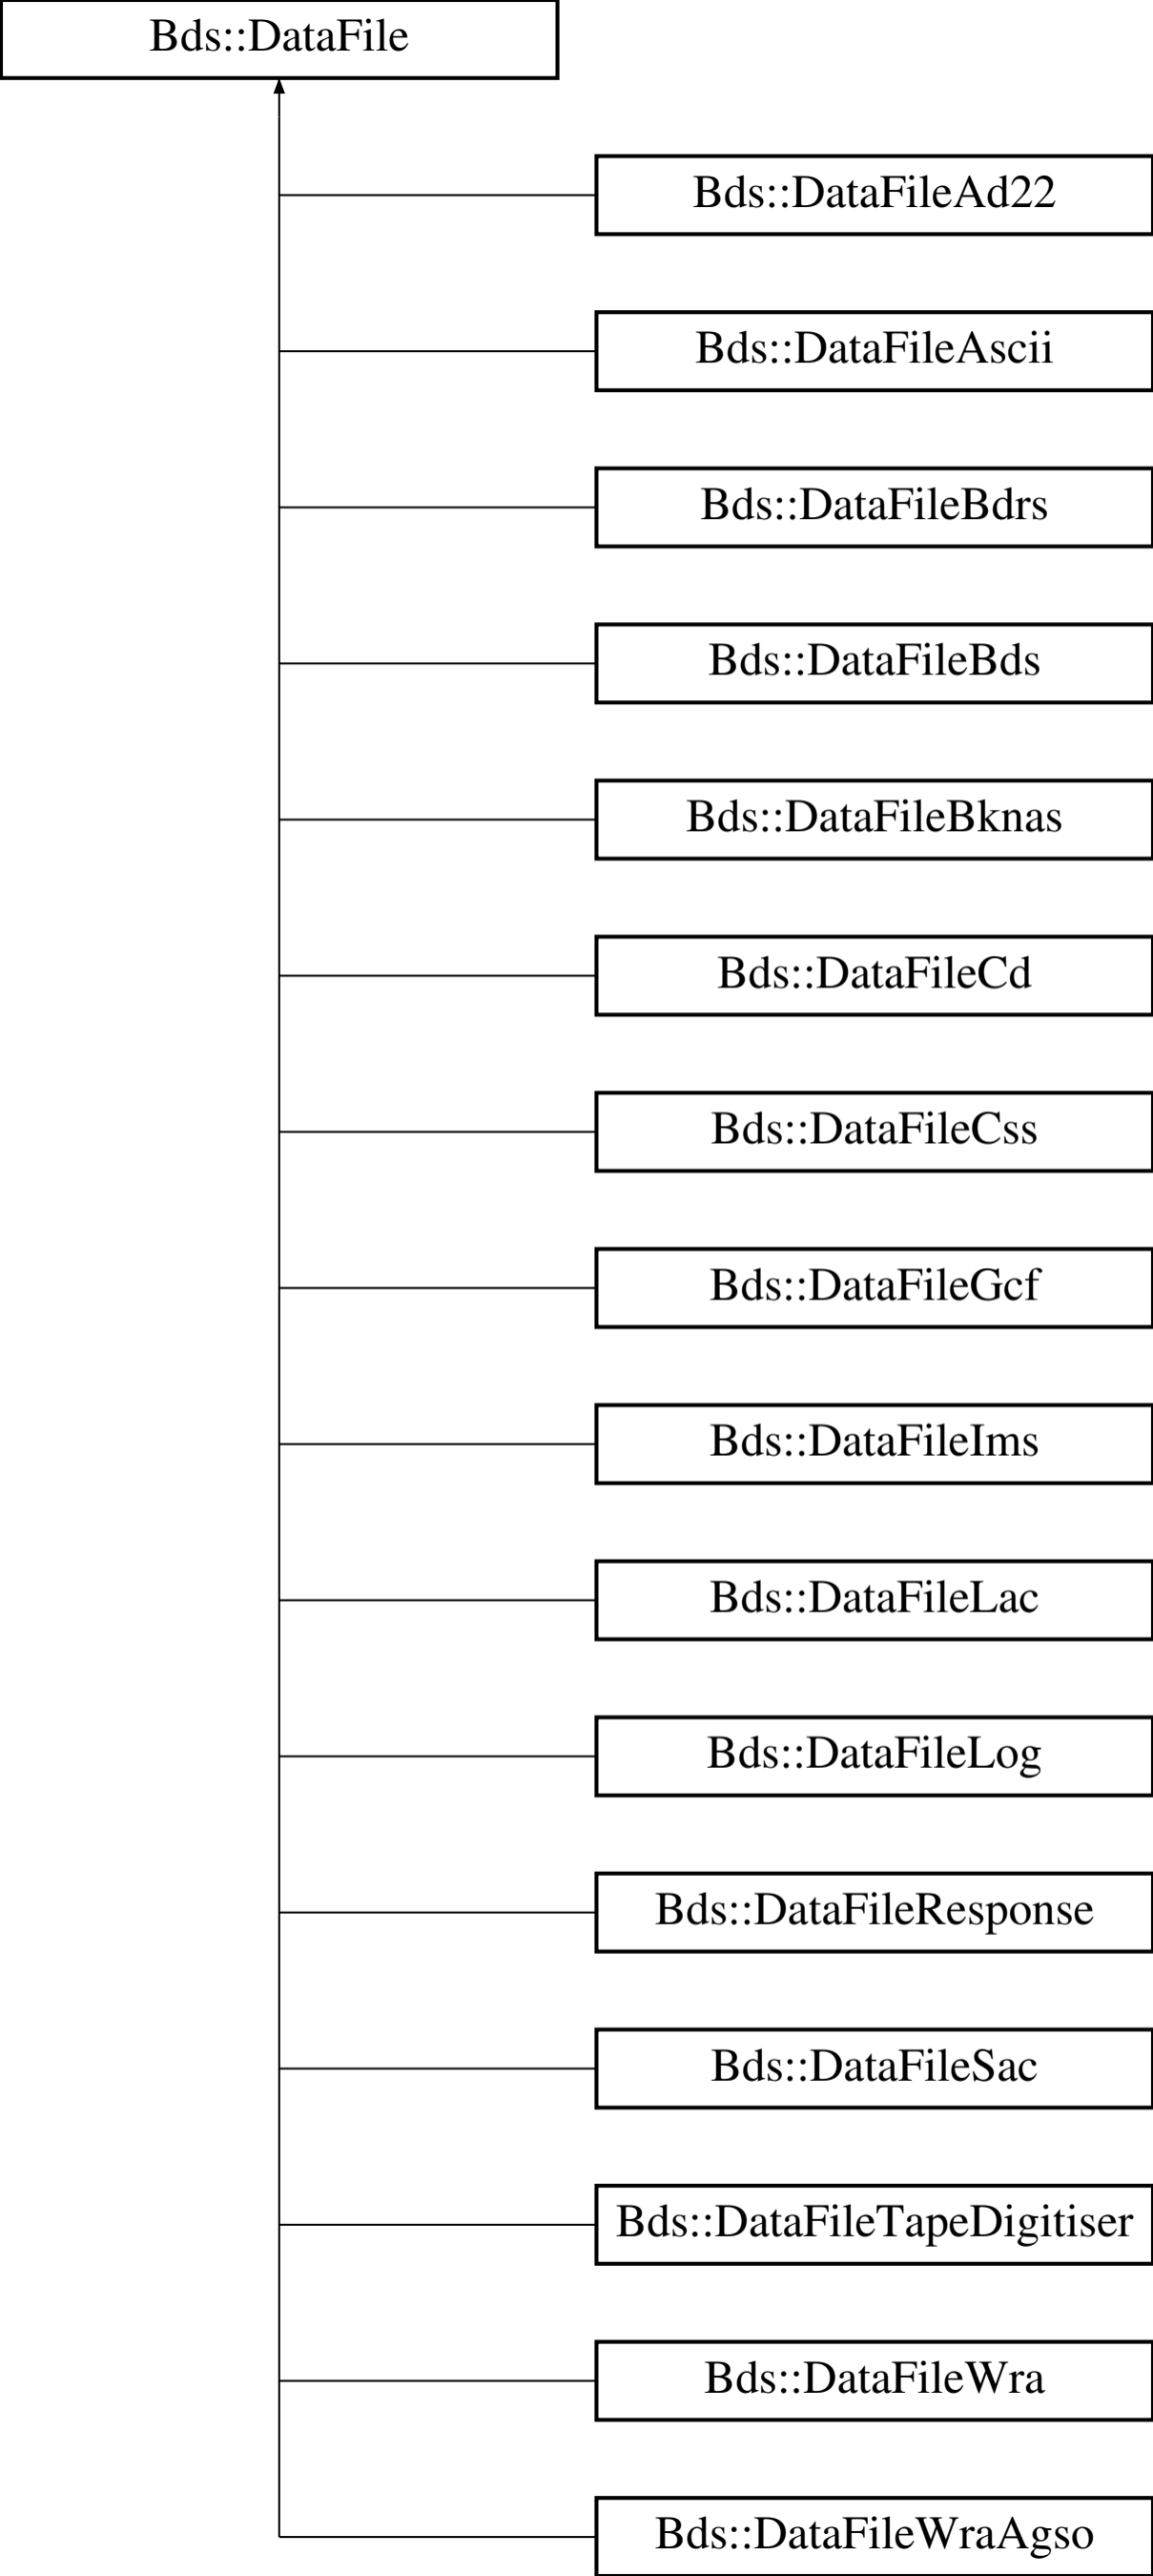 Bds::DataFile
Bds::DataFileAd22
Bds::DataFileAscii
Bds::DataFileBdrs
Bds::DataFileBds
Bds::DataFileBknas
Bds::DataFileCd
Bds::DataFileCss
Bds::DataFileGcf
Bds::DataFileIms
Bds::DataFileLac
Bds::DataFileLog
Bds::DataFileResponse
Bds::DataFileSac
Bds::DataFileTapeDigitiser
Bds::DataFileWra
Bds::DataFileWraAgso